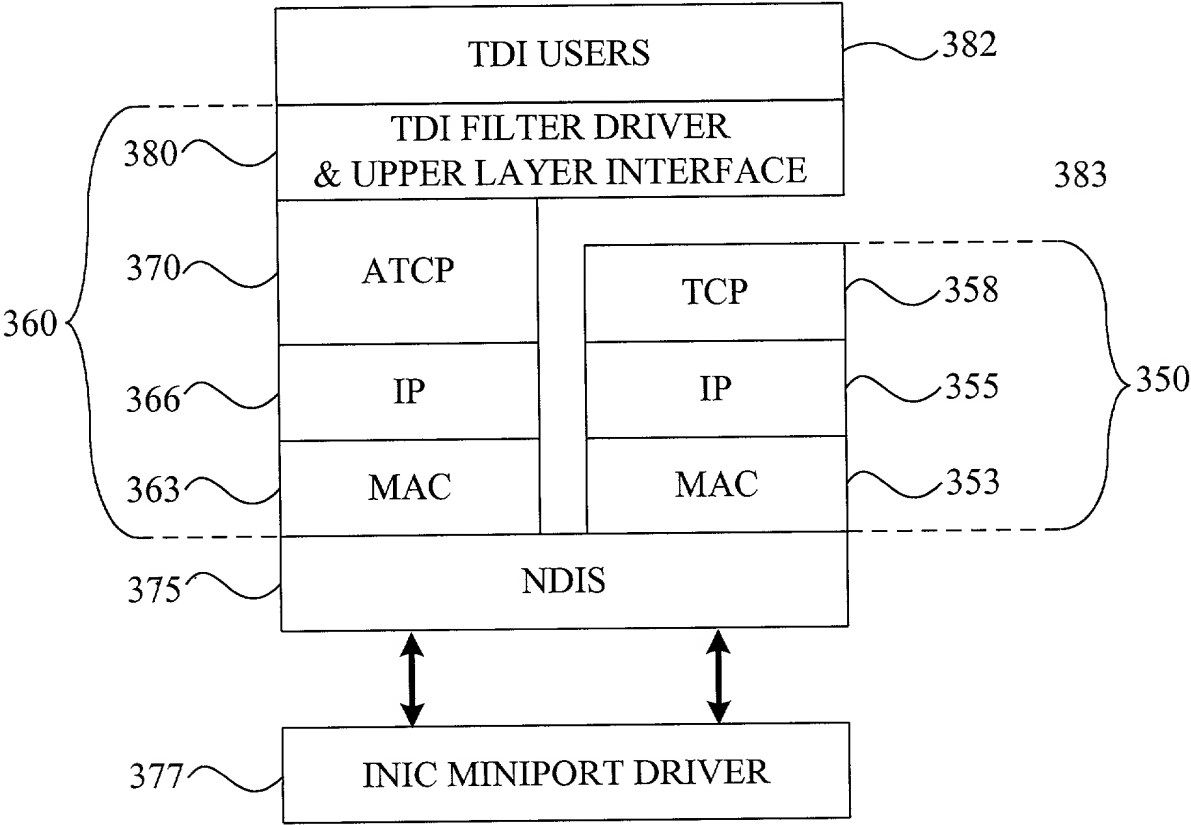 TDI USERS
382
TDI FILTER DRIVER
& UPPER LAYER INTERFACE
380
383
370
ATCP
TCP
358
360
350
366
IP
IP
355
363
MAC
MAC
353
375
NDIS
377
INIC MINIPORT DRIVER